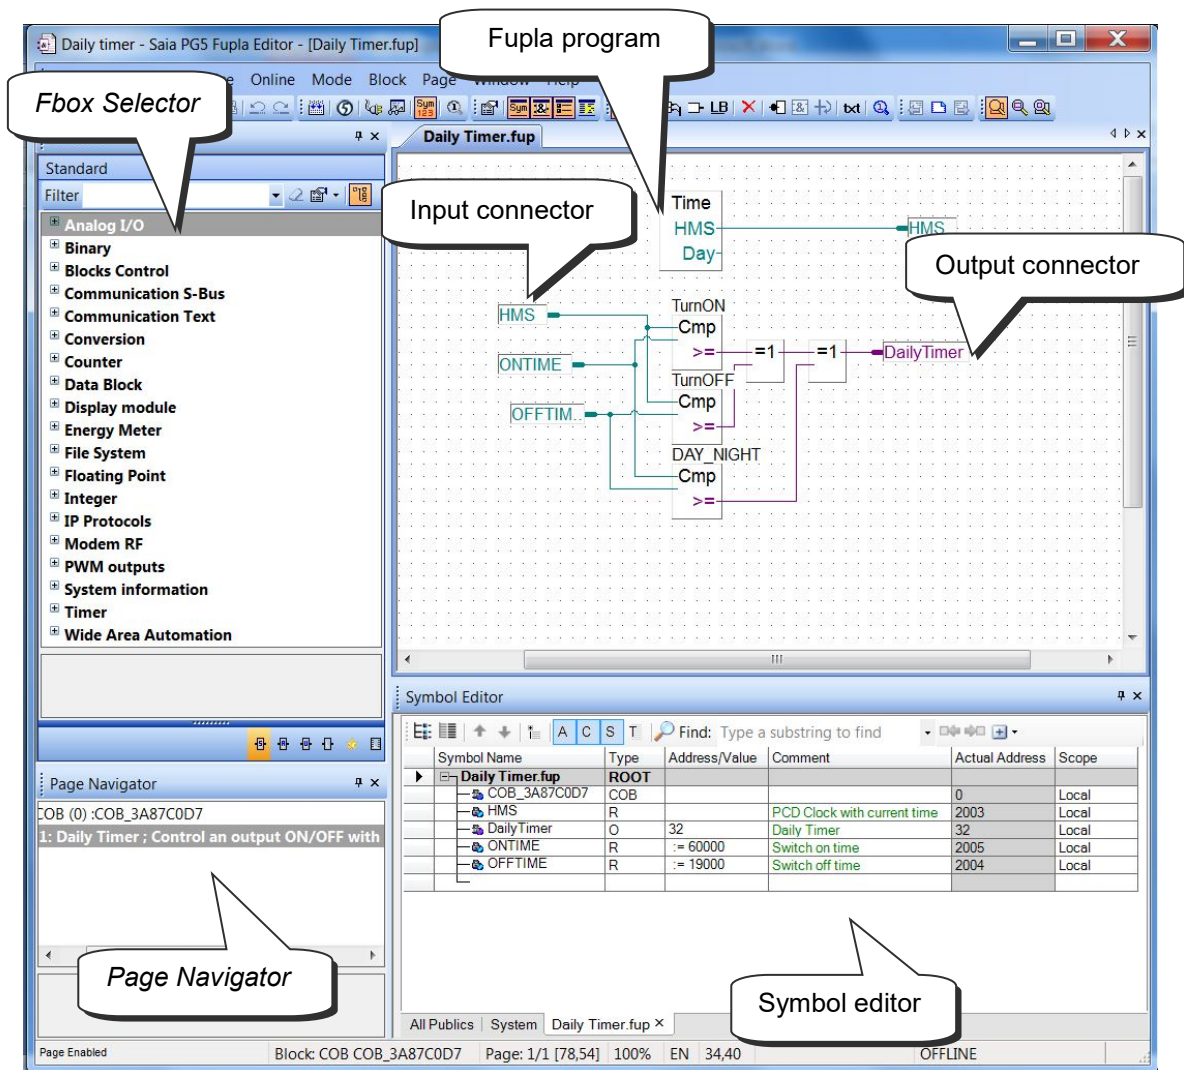 Daily timer - Saia PG5 Fupla Editor - [Daily Timer.fup]
Fupla program
Online Mode Block Page Window Help
Fbox Selector
Sym 123 Sym LB txt
Daily Timer.fup
Standard
Filter
Analog I/O
Binary
Blocks Control
Communication S-Bus
Communication Text
Conversion
Counter
Data Block
Display module
Energy Meter
File System
Floating Point
Integer
IP Protocols
Modem RF
PWM outputs
System information
Timer
Wide Area Automation
Input connector
Time
HMS
Day
HMS
Output connector
HMS
ONTIME
OFFTIM..
TurnON
Cmp
>=
=1
=1
DailyTimer
TurnOFF
Cmp
>=
DAY_NIGHT
Cmp
>=
Page Navigator
COB (0) :COB_3A87C0D7
1: Daily Timer ; Control an output ON/OFF with
Page Navigator
Symbol Editor
A C S T Find: Type a substring to find
Symbol Name Type Address/Value Comment Actual Address Scope
Daily Timer.fup ROOT
COB_3A87C0D7 COB 0 Local
HMS R PCD Clock with current time 2003 Local
DailyTimer O 32 Daily Timer 32 Local
ONTIME R := 60000 Switch on time 2005 Local
OFFTIME R := 19000 Switch off time 2004 Local
Symbol editor
All Publics System Daily Timer.fup ×
Page Enabled Block: COB COB_3A87C0D7 Page: 1/1 [78,54] 100% EN 34,40 OFFLINE